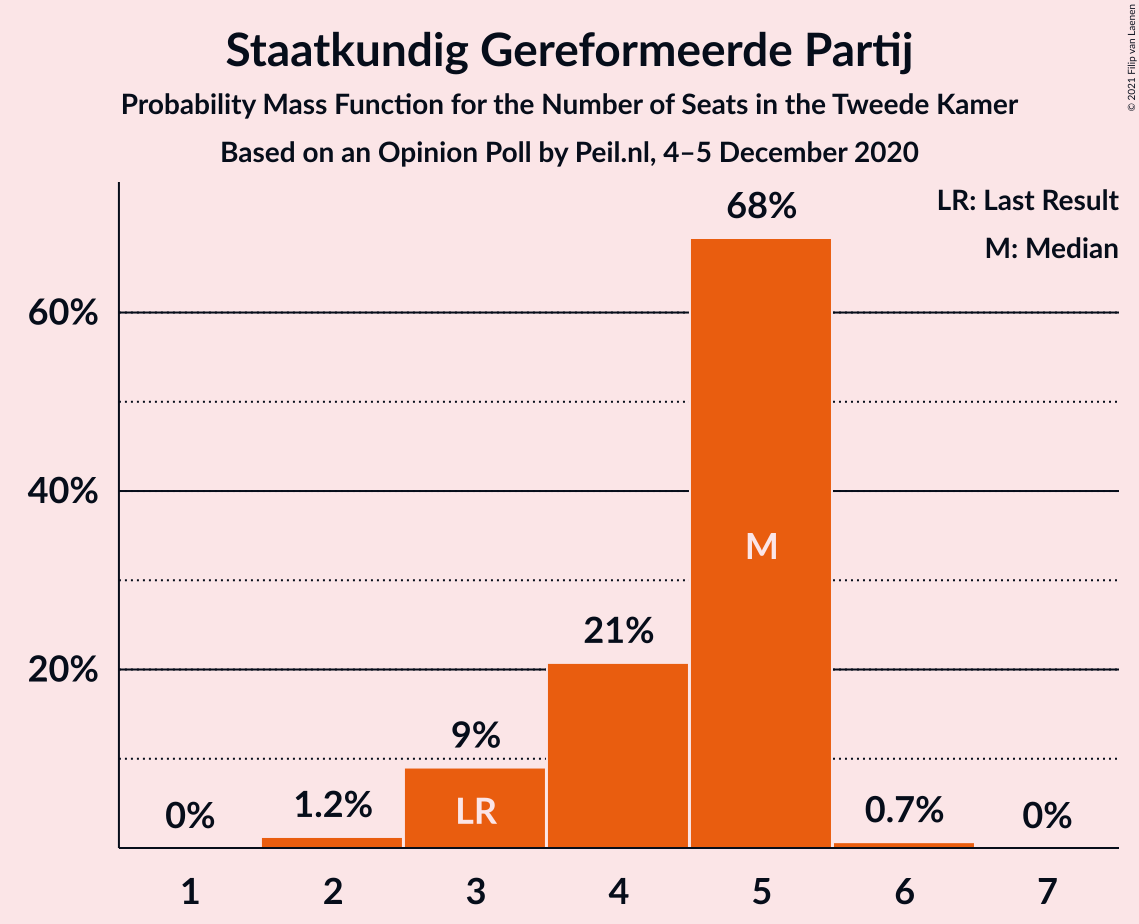 Staatkundig Gereformeerde Partij
Probability Mass Function for the Number of Seats in the Tweede Kamer
Based on an Opinion Poll by Peil.nl, 4–5 December 2020
© 2021 Filip van Laenen
LR: Last Result
M: Median
68%
60%
40%
M
21%
20%
9%
LR
0%
1.2%
0.7%
0%
1 2 3 4 5 6 7